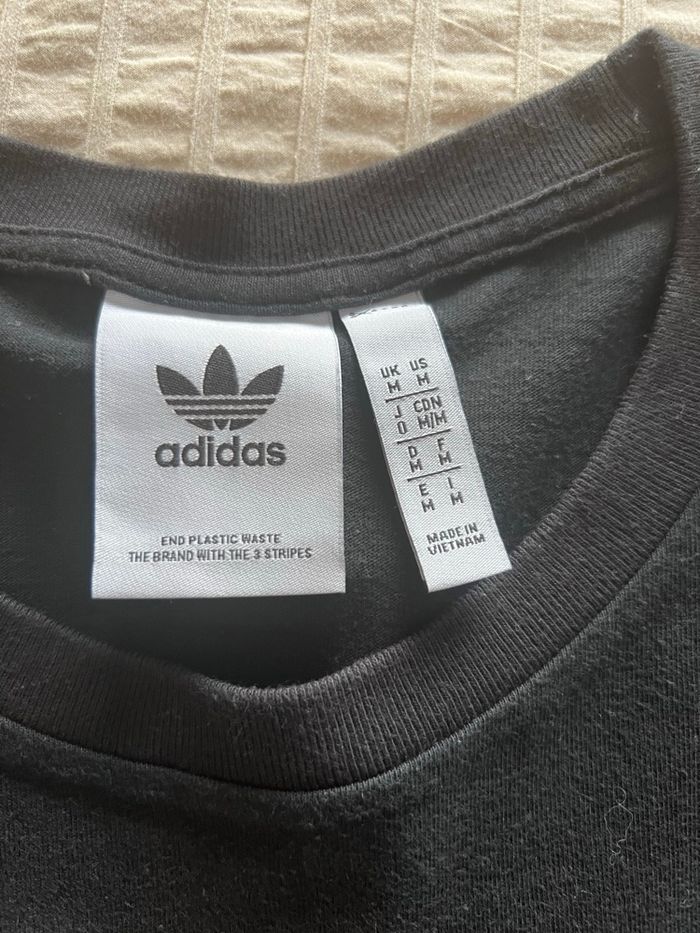 adidas
END PLASTIC WASTE
THE BRAND WITH THE 3 STRIPES
UK US
M M
J CDN
O M/M
D F
M M
E I
M M
MADE IN
VIETNAM